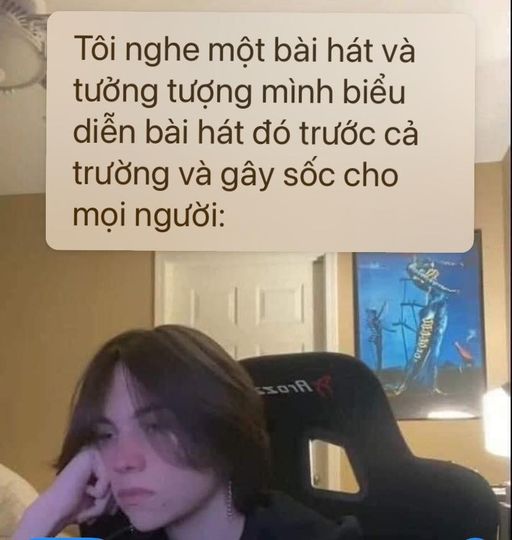 Tôi nghe một bài hát và
tưởng tượng mình biểu
diễn bài hát đó trước cả
trường và gây sốc cho
mọi người:
Arozzi